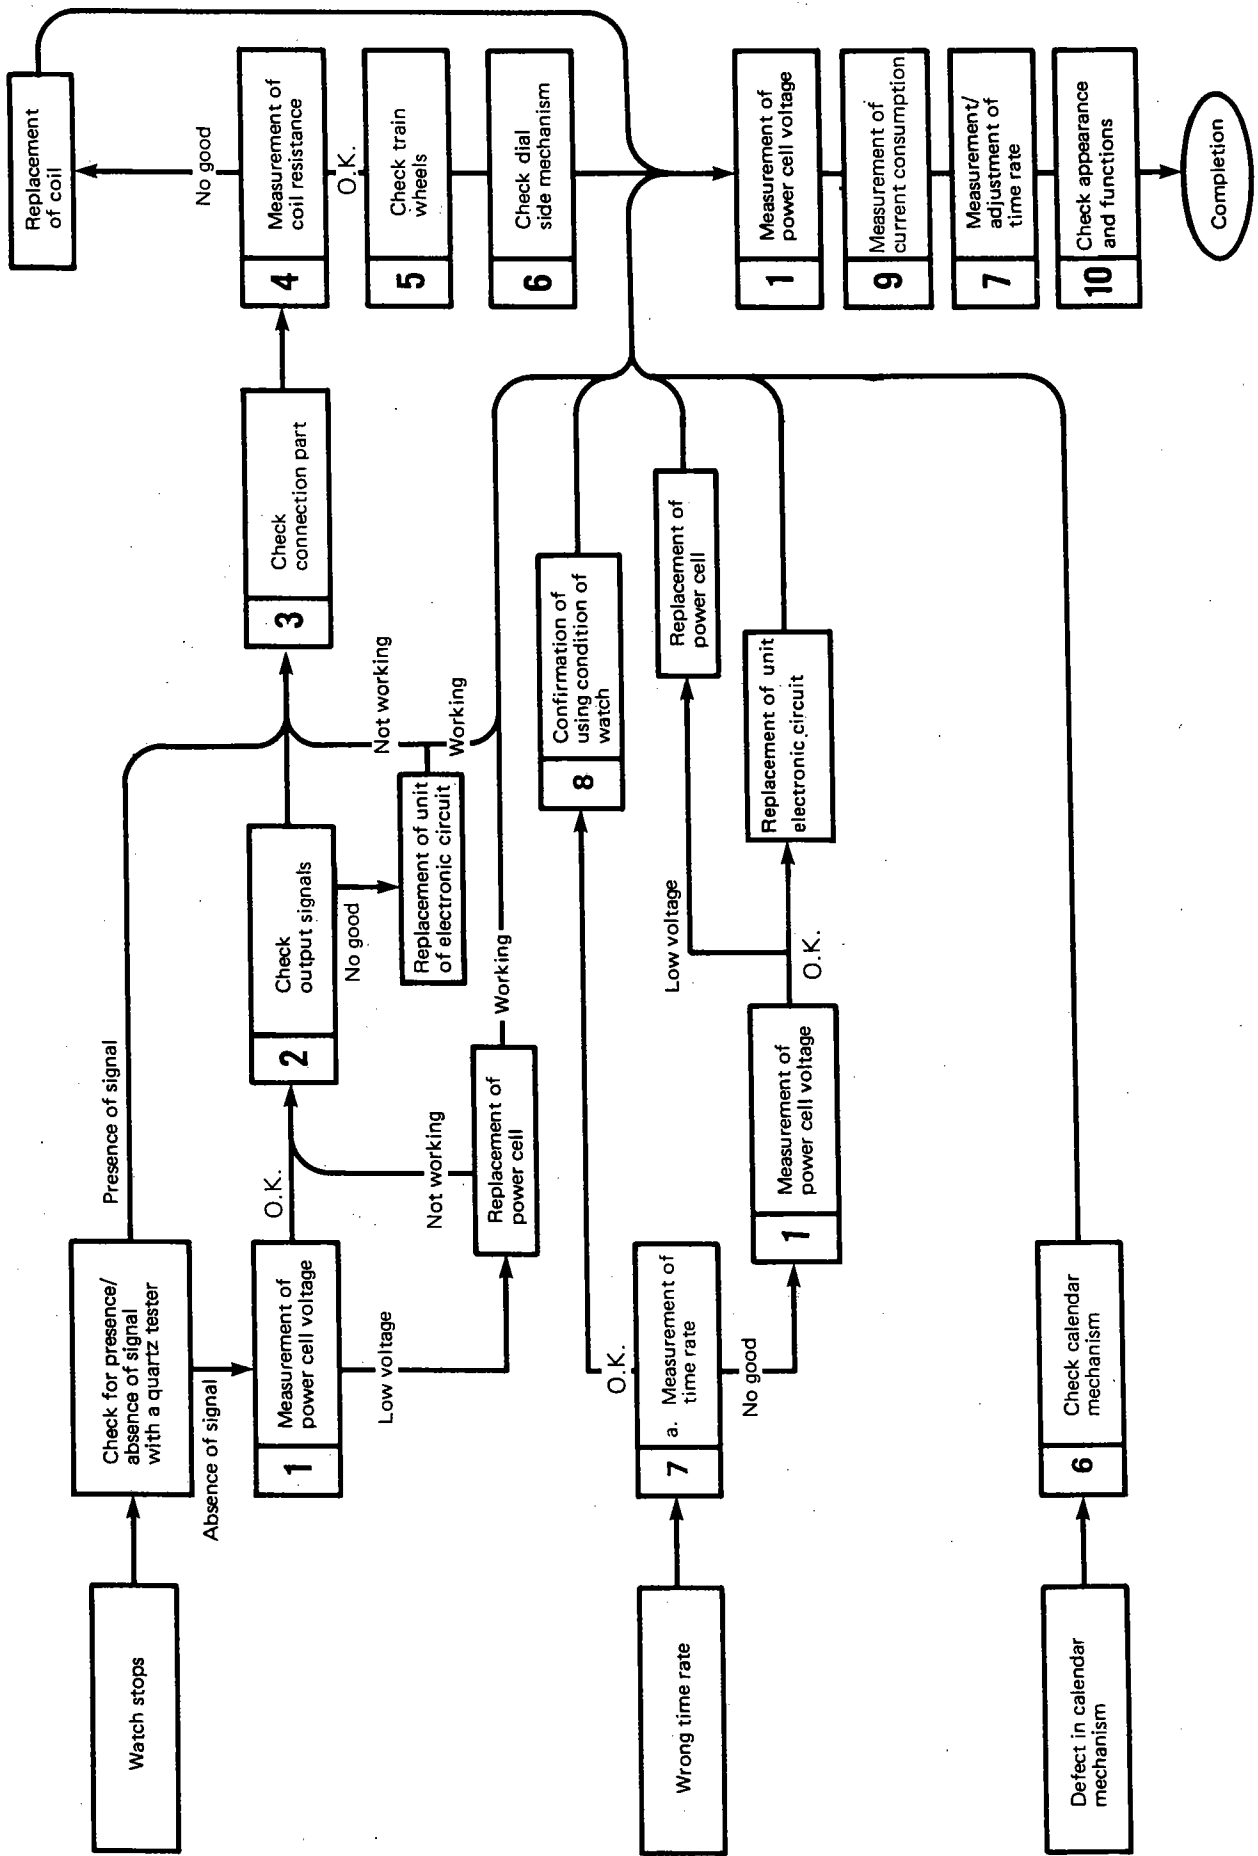 Watch stops
Check for presence/
absence of signal
with a quartz tester
Presence of signal
Absence of signal
1
Measurement of
power cell voltage
O.K.
Low voltage
Replacement of
power cell
Not working
Working
2
Check
output signals
No good
Replacement of unit
of electronic circuit
Not working
Working
3
Check
connection part
4
Measurement of
coil resistance
No good
Replacement
of coil
O.K.
5
Check train
wheels
6
Check dial
side mechanism
Wrong time rate
7
a. Measurement of
time rate
O.K.
No good
8
Confirmation of
using condition of
watch
1
Measurement of
power cell voltage
Low voltage
O.K.
Replacement of
power cell
Replacement of unit
electronic circuit
Defect in calendar
mechanism
6
Check calendar
mechanism
1
Measurement of
power cell voltage
9
Measurement of
current consumption
7
Measurement/
adjustment of
time rate
10
Check appearance
and functions
Completion